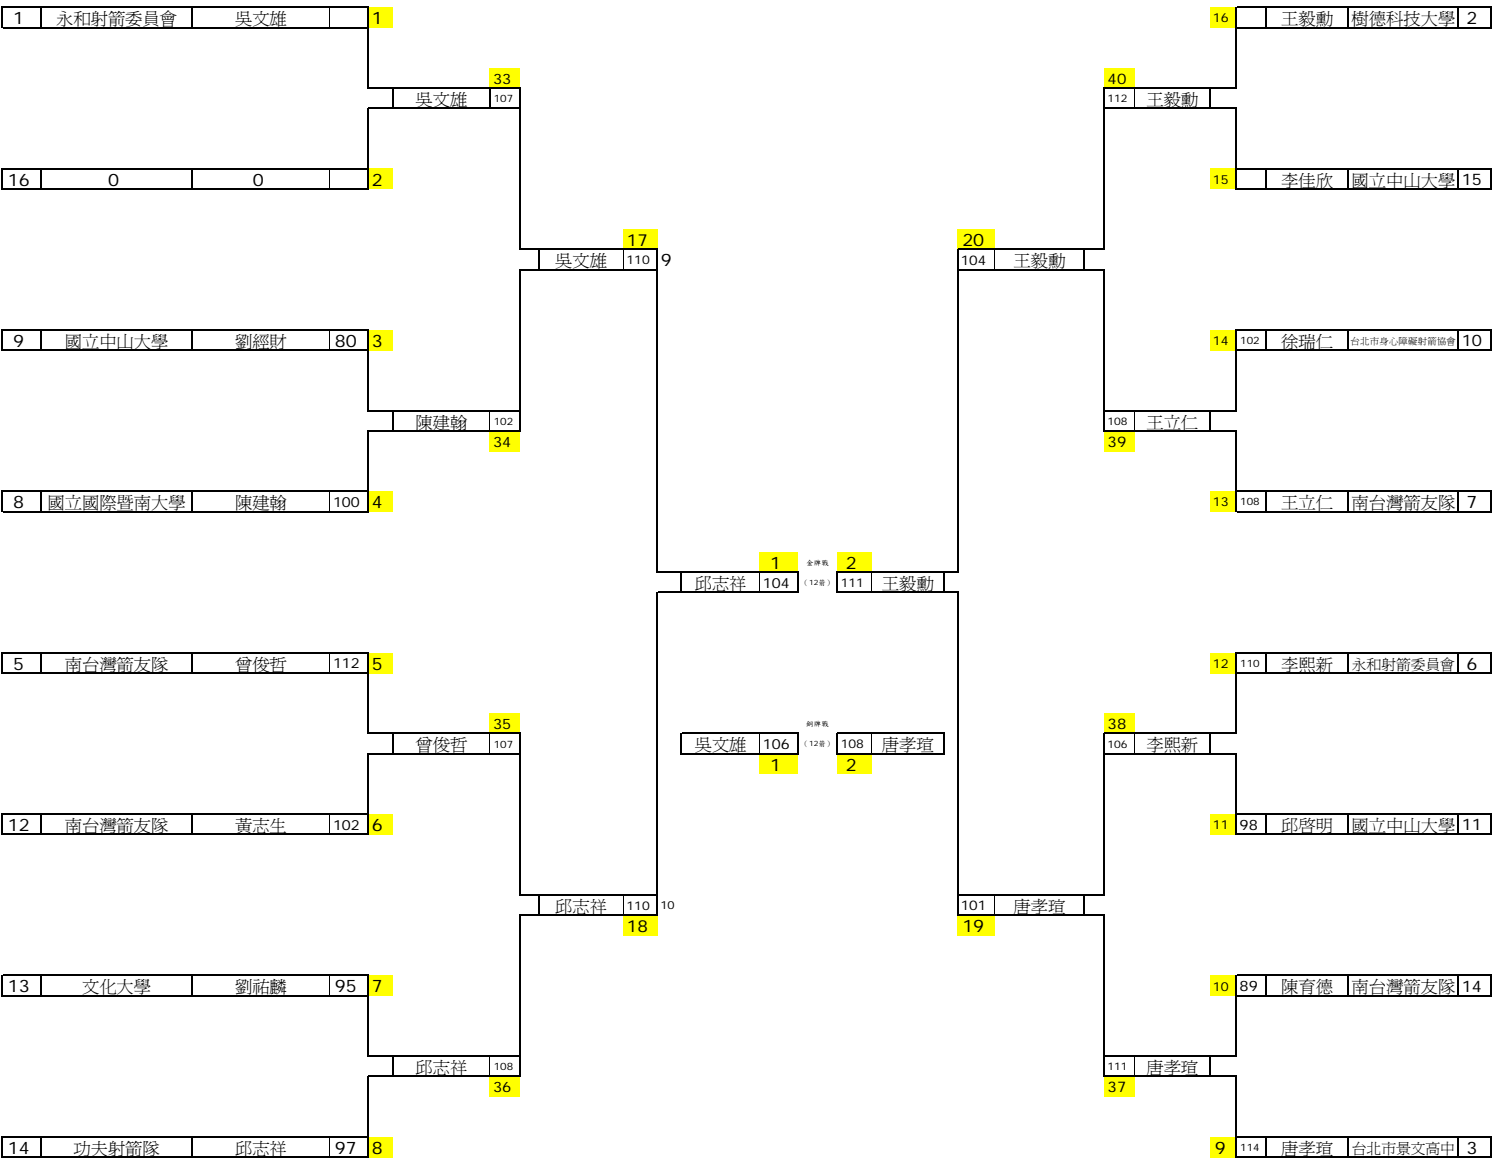 1 永和射箭委員會 吳文雄 1 16 王毅勳 樹德科技大學 2
33 40
吳文雄 107 112 王毅勳
16 0 0 2 15 李佳欣 國立中山大學 15
17 20
吳文雄 110 9 104 王毅勳
9 國立中山大學 劉經財 80 3 14 102 徐瑞仁 台北市身心障礙射箭協會 10
陳建翰 102 108 王立仁
34 39
8 國立國際暨南大學 陳建翰 100 4 13 108 王立仁 南台灣箭友隊 7
1 金牌戰 2
邱志祥 104 (12箭) 111 王毅勳
5 南台灣箭友隊 曾俊哲 112 5 12 110 李熙新 永和射箭委員會 6
35 銅牌戰 38
曾俊哲 107 吳文雄 106 (12箭) 108 唐孝瑄 106 李熙新
1 2
12 南台灣箭友隊 黃志生 102 6 11 98 邱啓明 國立中山大學 11
邱志祥 110 10 101 唐孝瑄
18 19
13 文化大學 劉祐麟 95 7 10 89 陳育德 南台灣箭友隊 14
邱志祥 108 111 唐孝瑄
36 37
14 功夫射箭隊 邱志祥 97 8 9 114 唐孝瑄 台北市景文高中 3